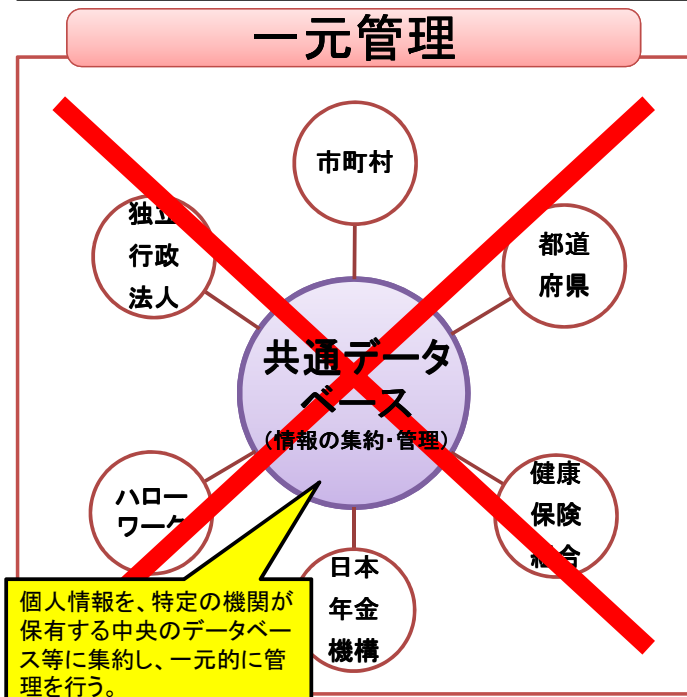 一元管理
市町村
独立
行政
法人
都道
府県
共通データ
ベース
(情報の集約・管理)
ハロー
ワーク
健康
保険
組合
日本
年金
機構
個人情報を、特定の機関が
保有する中央のデータベー
ス等に集約し、一元的に管
理を行う。